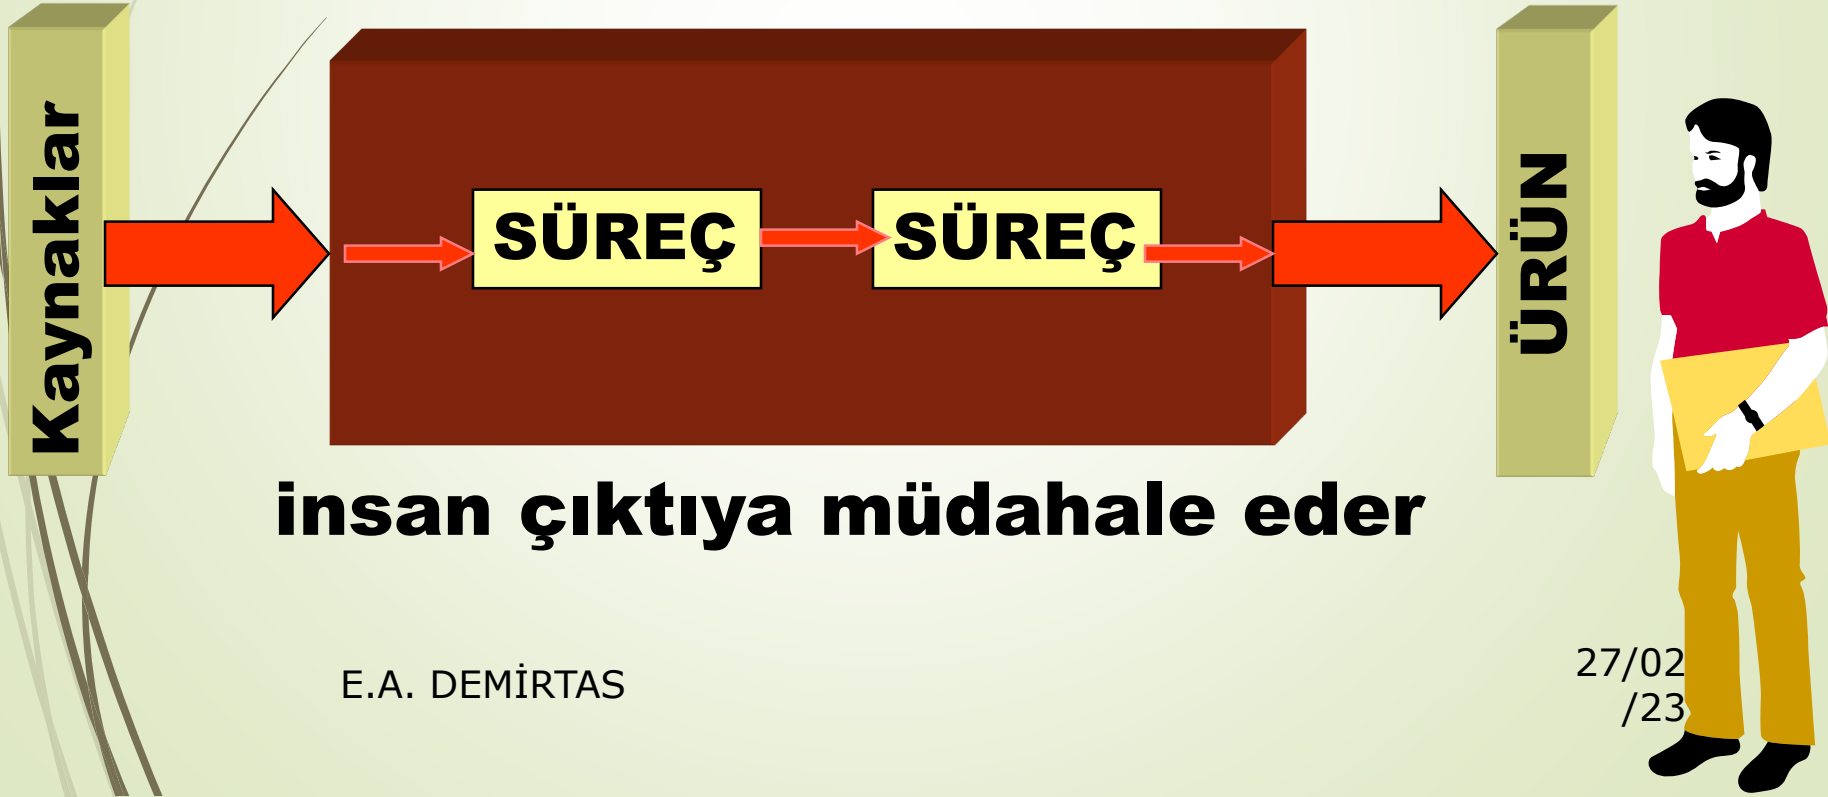 Kaynaklar
SÜREÇ
SÜREÇ
ÜRÜN
insan çıktıya müdahale eder
E.A. DEMİRTAS
27/02
/23